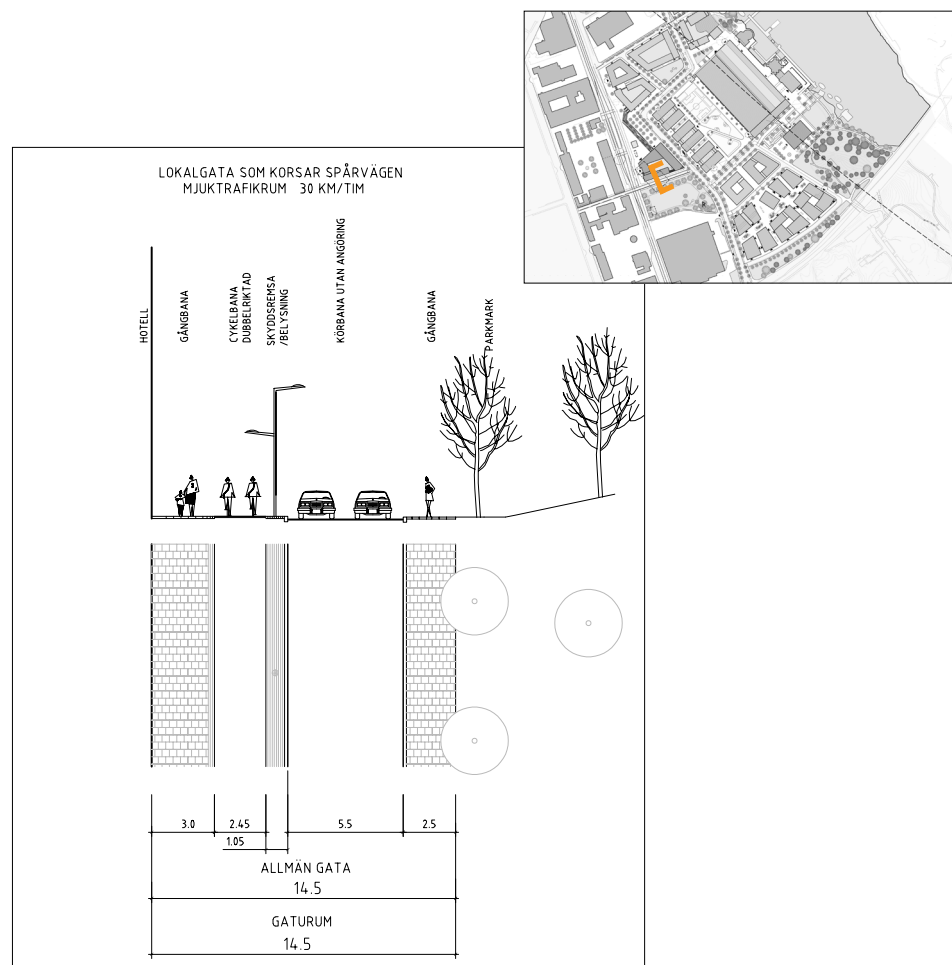 LOKALGATA SOM KORSAR SPÅRVÄGEN
MJUKTRAFIKRUM 30 KM/TIM
HOTELL
GÅNGBANA
CYKELBANA
DUBBELRIKTAD
SKYDDSREMSA
/BELYSNING
KÖRBANA UTAN ANGÖRING
GÅNGBANA
PARKMARK
3.0
2.45
5.5
2.5
1.05
ALLMÄN GATA
14.5
GATURUM
14.5